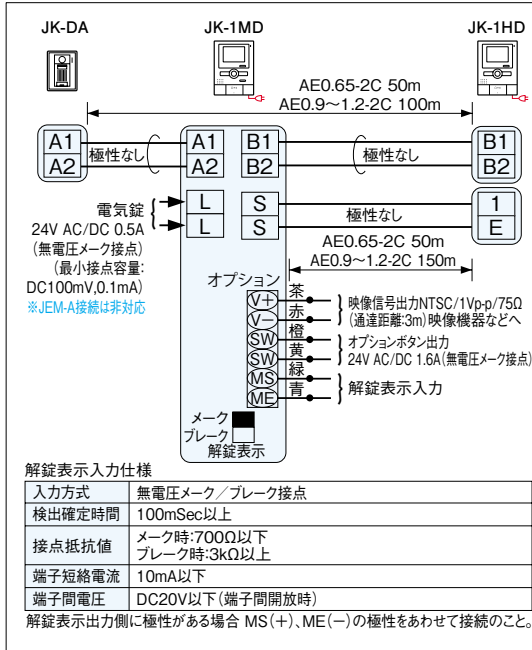 JK-DA
JK-1MD
JK-1HD
AE0.65-2C 50m
AE0.9～1.2-2C 100m
A1
A2
極性なし
A1
A2
B1
B2
極性なし
B1
B2
電気錠
24V AC/DC 0.5A
(無電圧メーク接点)
(最小接点容量:
DC100mV,0.1mA)
※JEM-A接続は非対応
L
L
S
S
極性なし
1
E
AE0.65-2C 50m
AE0.9～1.2-2C 150m
オプション
V+ 茶
V− 赤
SW 橙
SW 黄
MS 緑
ME 青
映像信号出力NTSC/1Vp-p/75Ω
(通達距離:3m)映像機器などへ
オプションボタン出力
24V AC/DC 1.6A(無電圧メーク接点)
解錠表示入力
メーク
ブレーク
解錠表示
解錠表示入力仕様
入力方式 無電圧メーク／ブレーク接点
検出確定時間 100mSec以上
接点抵抗値 メーク時:700Ω以下
ブレーク時:3kΩ以上
端子短絡電流 10mA以下
端子間電圧 DC20V以下(端子間開放時)
解錠表示出力側に極性がある場合 MS(+)、ME(−)の極性をあわせて接続のこと。